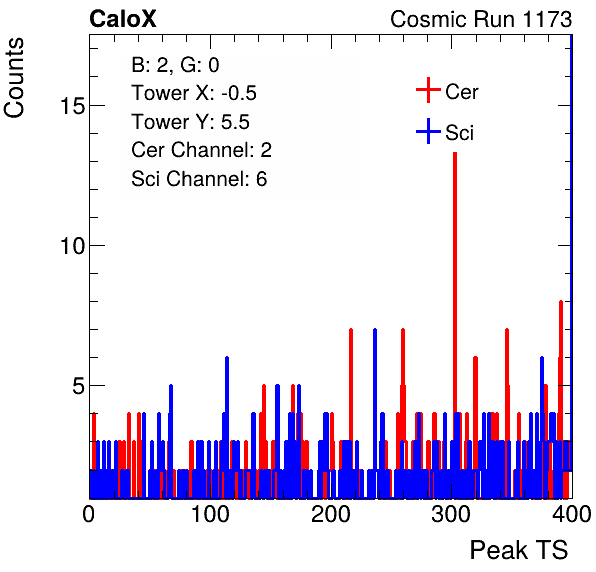 CaloX
Cosmic Run 1173
Counts
B: 2, G: 0
Tower X: -0.5
Tower Y: 5.5
Cer Channel: 2
Sci Channel: 6
Cer
Sci
15
10
5
0 100 200 300 400
Peak TS